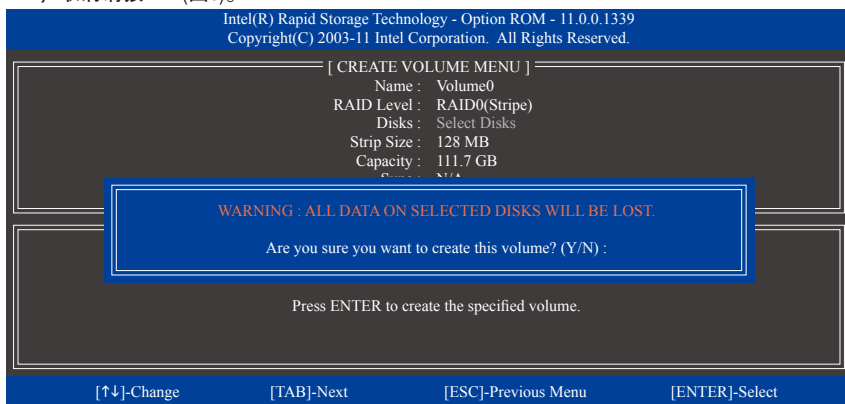 Intel(R) Rapid Storage Technology - Option ROM - 11.0.0.1339
Copyright(C) 2003-11 Intel Corporation. All Rights Reserved.
[ CREATE VOLUME MENU ]
Name : Volume0
RAID Level : RAID0(Stripe)
Disks : Select Disks
Strip Size : 128 MB
Capacity : 111.7 GB
WARNING : ALL DATA ON SELECTED DISKS WILL BE LOST.
Are you sure you want to create this volume? (Y/N) :
Press ENTER to create the specified volume.
[↑↓]-Change [TAB]-Next [ESC]-Previous Menu [ENTER]-Select